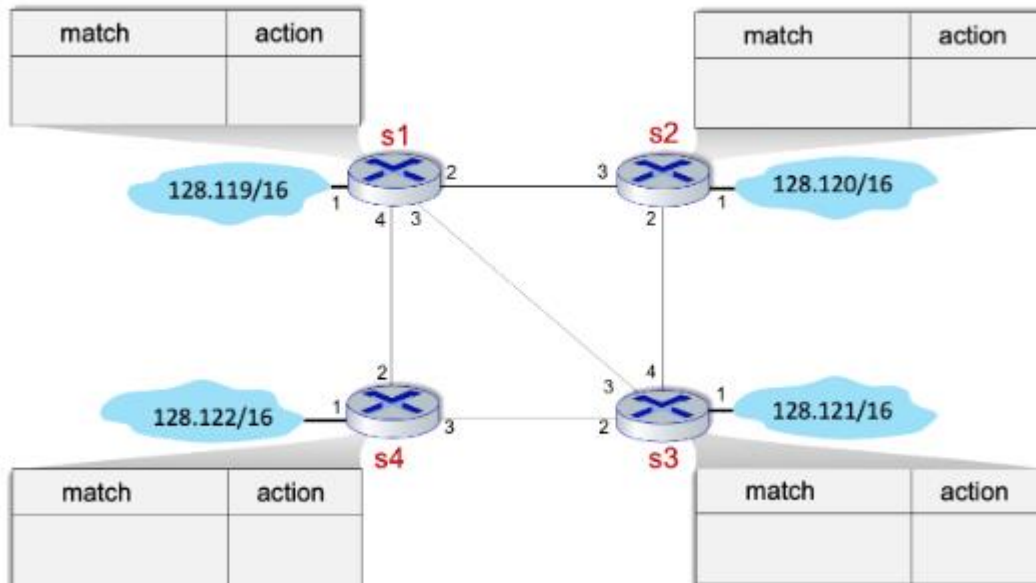 match action
match action
s1
s2
128.119/16
1
2
4
3
3
1
2
128.120/16
2
3
4
128.122/16
1
3
2
1
128.121/16
s4
s3
match action
match action